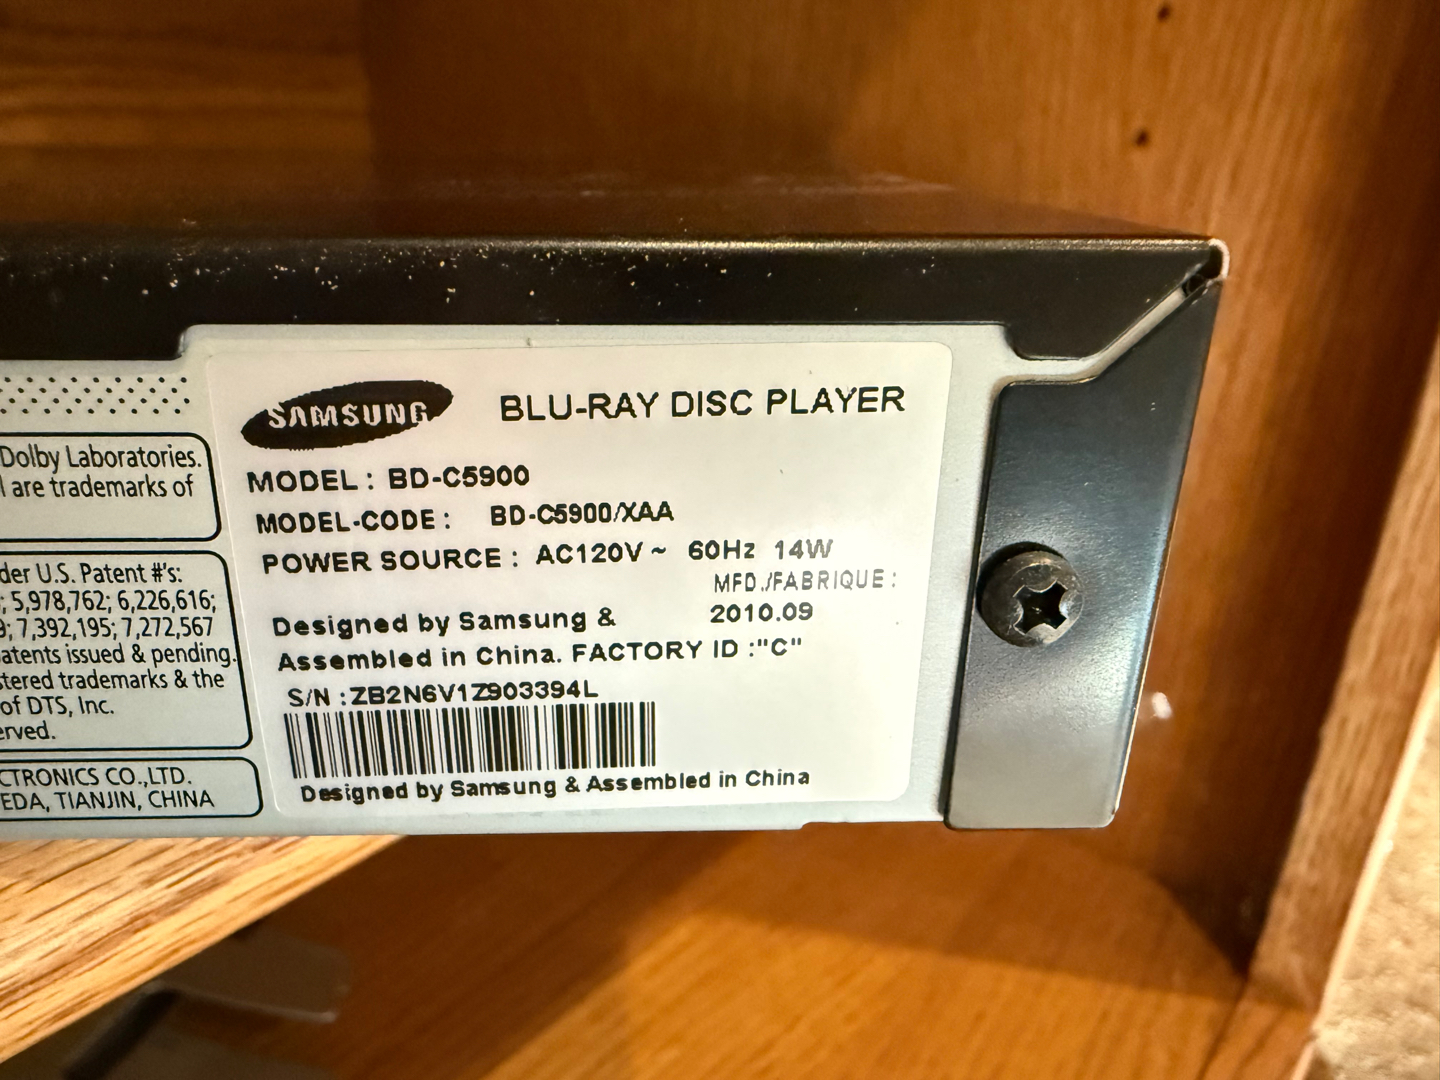 Dolby Laboratories.
are trademarks of
der U.S. Patent #'s:
; 5,978,762; 6,226,616;
9; 7,392,195; 7,272,567
atents issued & pending.
stered trademarks & the
of DTS, Inc.
erved.
CTRONICS CO.,LTD.
EDA, TIANJIN, CHINA
SAMSUNG
BLU-RAY DISC PLAYER
MODEL : BD-C5900
MODEL-CODE : BD-C5900/XAA
POWER SOURCE : AC120V ~ 60Hz 14W
MFD./FABRIQUE :
Designed by Samsung & 2010.09
Assembled in China. FACTORY ID :"C"
S/N :ZB2N6V1Z903394L
Designed by Samsung & Assembled in China